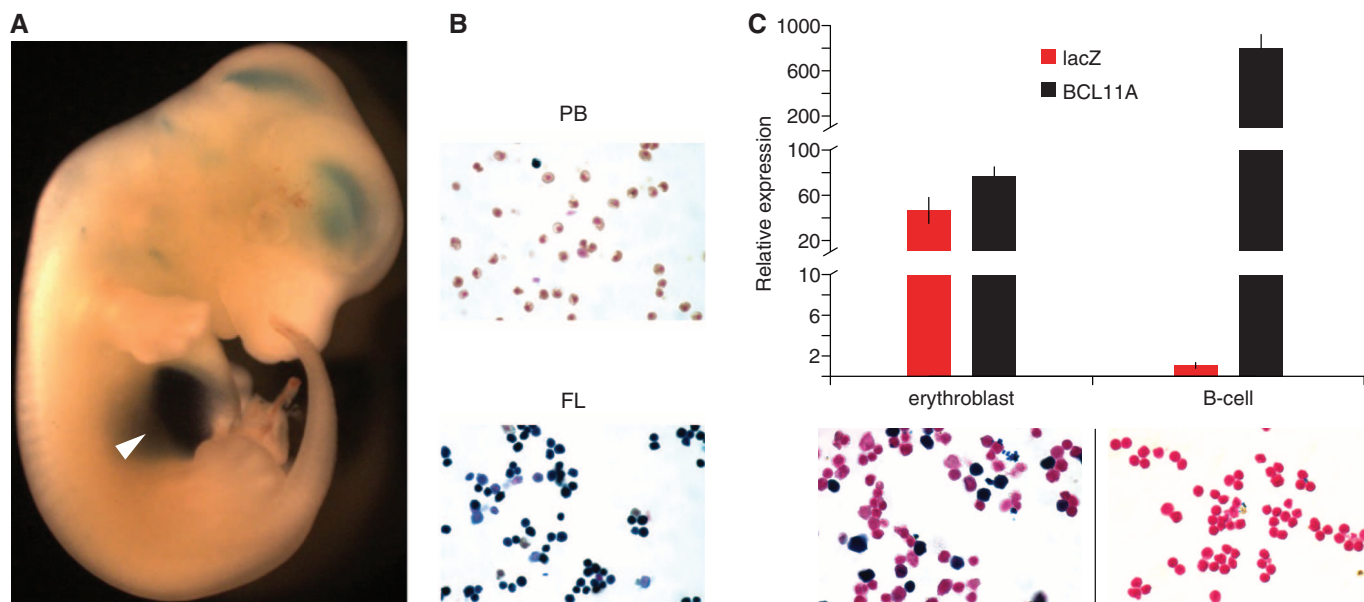 A
B
C
PB
FL
Relative expression
1000
600
200
100
60
20
10
6
2
lacZ
BCL11A
erythroblast
B-cell